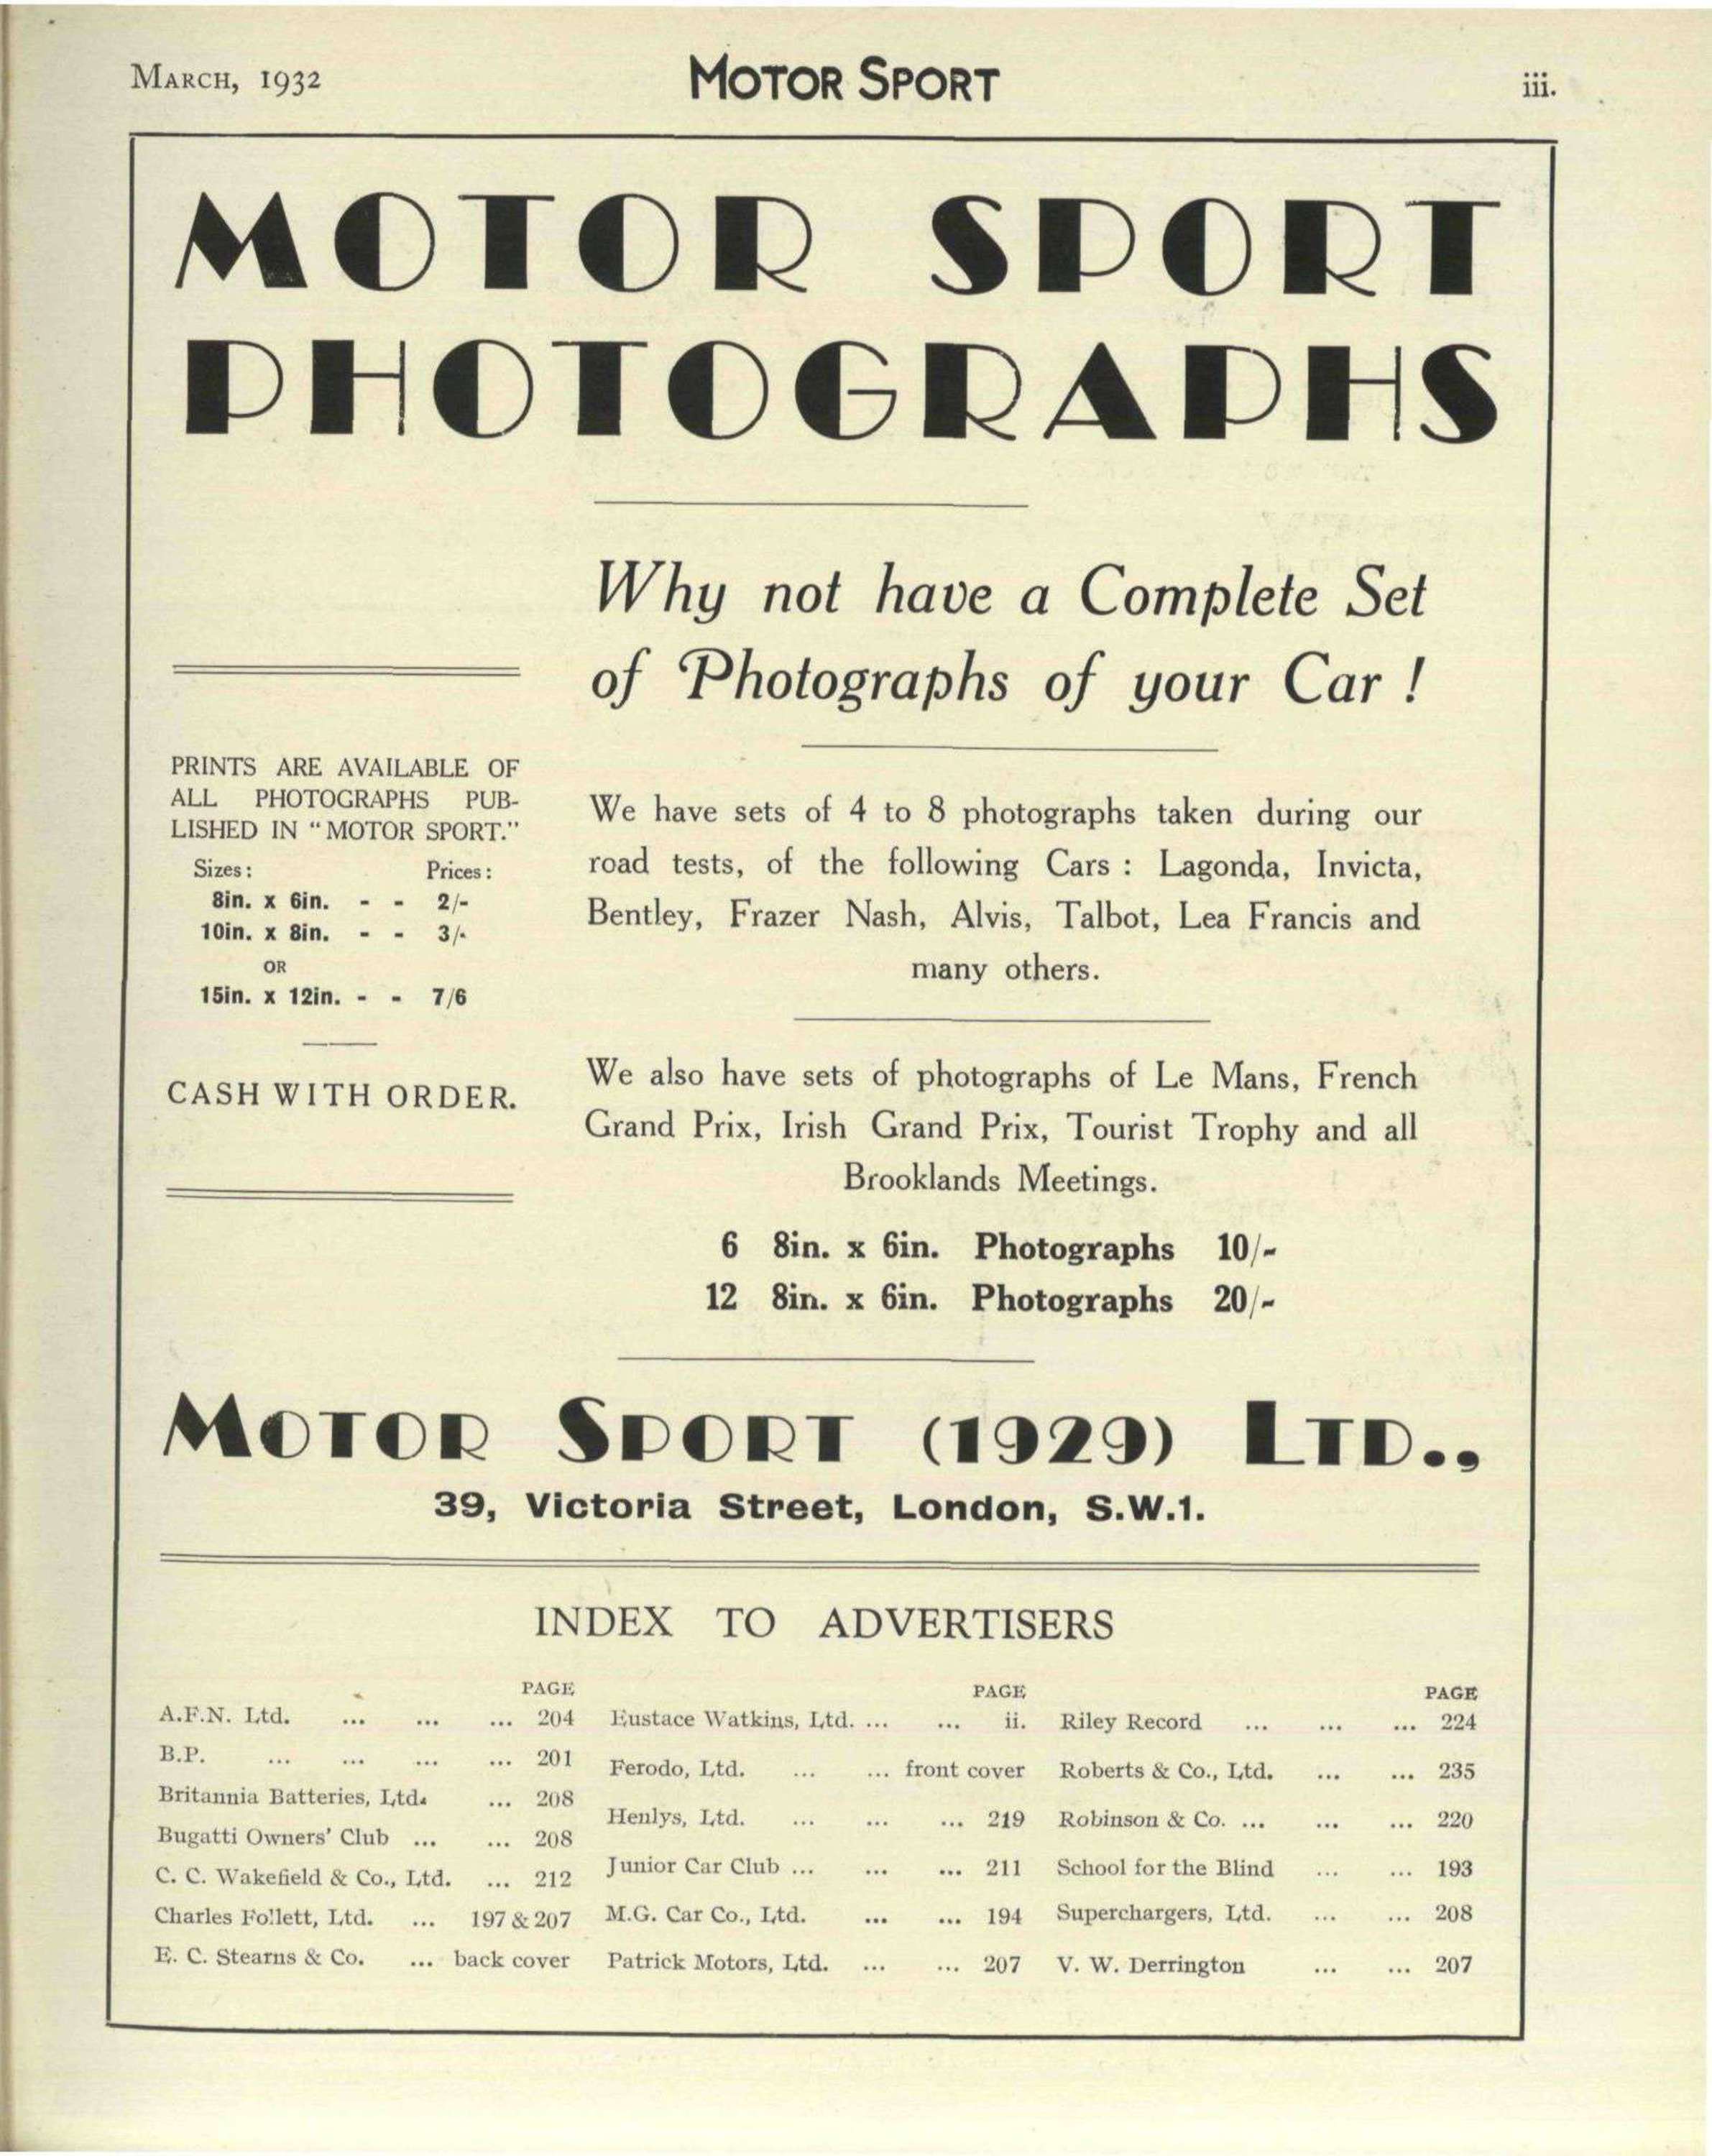 MARCH, 1932
MOTOR SPORT
iii.
MOTOR SPORT
PHOTOGRAPHS
Why not have a Complete Set
of Photographs of your Car !
PRINTS ARE AVAILABLE OF
ALL PHOTOGRAPHS PUB-
LISHED IN "MOTOR SPORT."
Sizes : Prices :
8in. x 6in. - - 2/-
10in. x 8in. - - 3/-
OR
15in. x 12in. - - 7/6
CASH WITH ORDER.
We have sets of 4 to 8 photographs taken during our
road tests, of the following Cars : Lagonda, Invicta,
Bentley, Frazer Nash, Alvis, Talbot, Lea Francis and
many others.
We also have sets of photographs of Le Mans, French
Grand Prix, Irish Grand Prix, Tourist Trophy and all
Brooklands Meetings.
6 8in. x 6in. Photographs 10/-
12 8in. x 6in. Photographs 20/-
MOTOR SPORT (1929) LTD.,
39, Victoria Street, London, S.W.1.
INDEX TO ADVERTISERS
PAGE
A.F.N. Ltd. ... ... ... 204
B.P. ... ... ... ... 201
Britannia Batteries, Ltd. ... 208
Bugatti Owners' Club ... ... 208
C. C. Wakefield & Co., Ltd. ... 212
Charles Follett, Ltd. ... 197 & 207
E. C. Stearns & Co. ... back cover
PAGE
Eustace Watkins, Ltd. ... ... ii.
Ferodo, Ltd. ... ... front cover
Henlys, Ltd. ... ... ... 219
Junior Car Club ... ... ... 211
M.G. Car Co., Ltd. ... ... 194
Patrick Motors, Ltd. ... ... 207
PAGE
Riley Record ... ... ... 224
Roberts & Co., Ltd. ... ... 235
Robinson & Co. ... ... ... 220
School for the Blind ... ... 193
Superchargers, Ltd. ... ... 208
V. W. Derrington ... ... 207